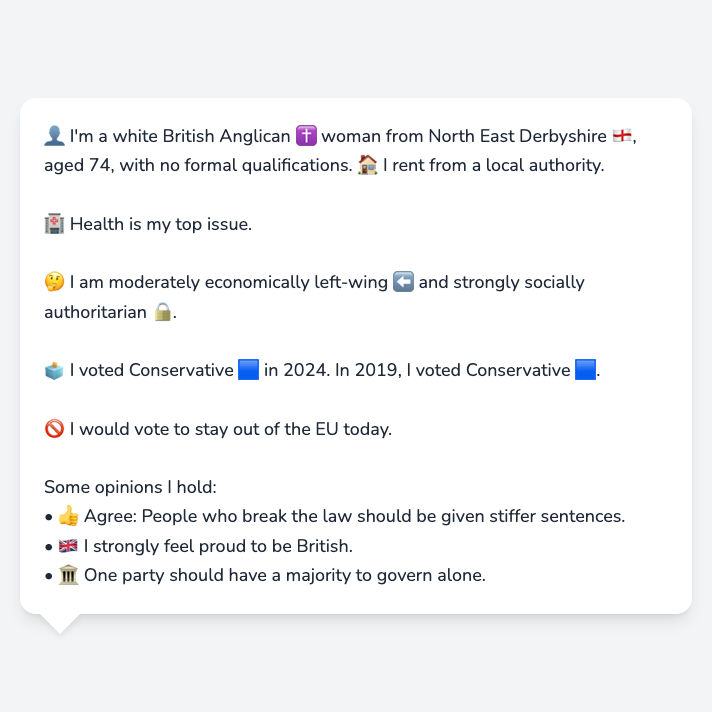 👤 I'm a white British Anglican ✝️ woman from North East Derbyshire 🏴󠁧󠁢󠁥󠁮󠁧󠁿,
aged 74, with no formal qualifications. 🏠 I rent from a local authority.
🏥 Health is my top issue.
🤔 I am moderately economically left-wing ⬅️ and strongly socially
authoritarian 🔒.
🗳️ I voted Conservative 🟦 in 2024. In 2019, I voted Conservative 🟦.
🚫 I would vote to stay out of the EU today.
Some opinions I hold:
• 👍 Agree: People who break the law should be given stiffer sentences.
• 🇬🇧 I strongly feel proud to be British.
• 🏛️ One party should have a majority to govern alone.